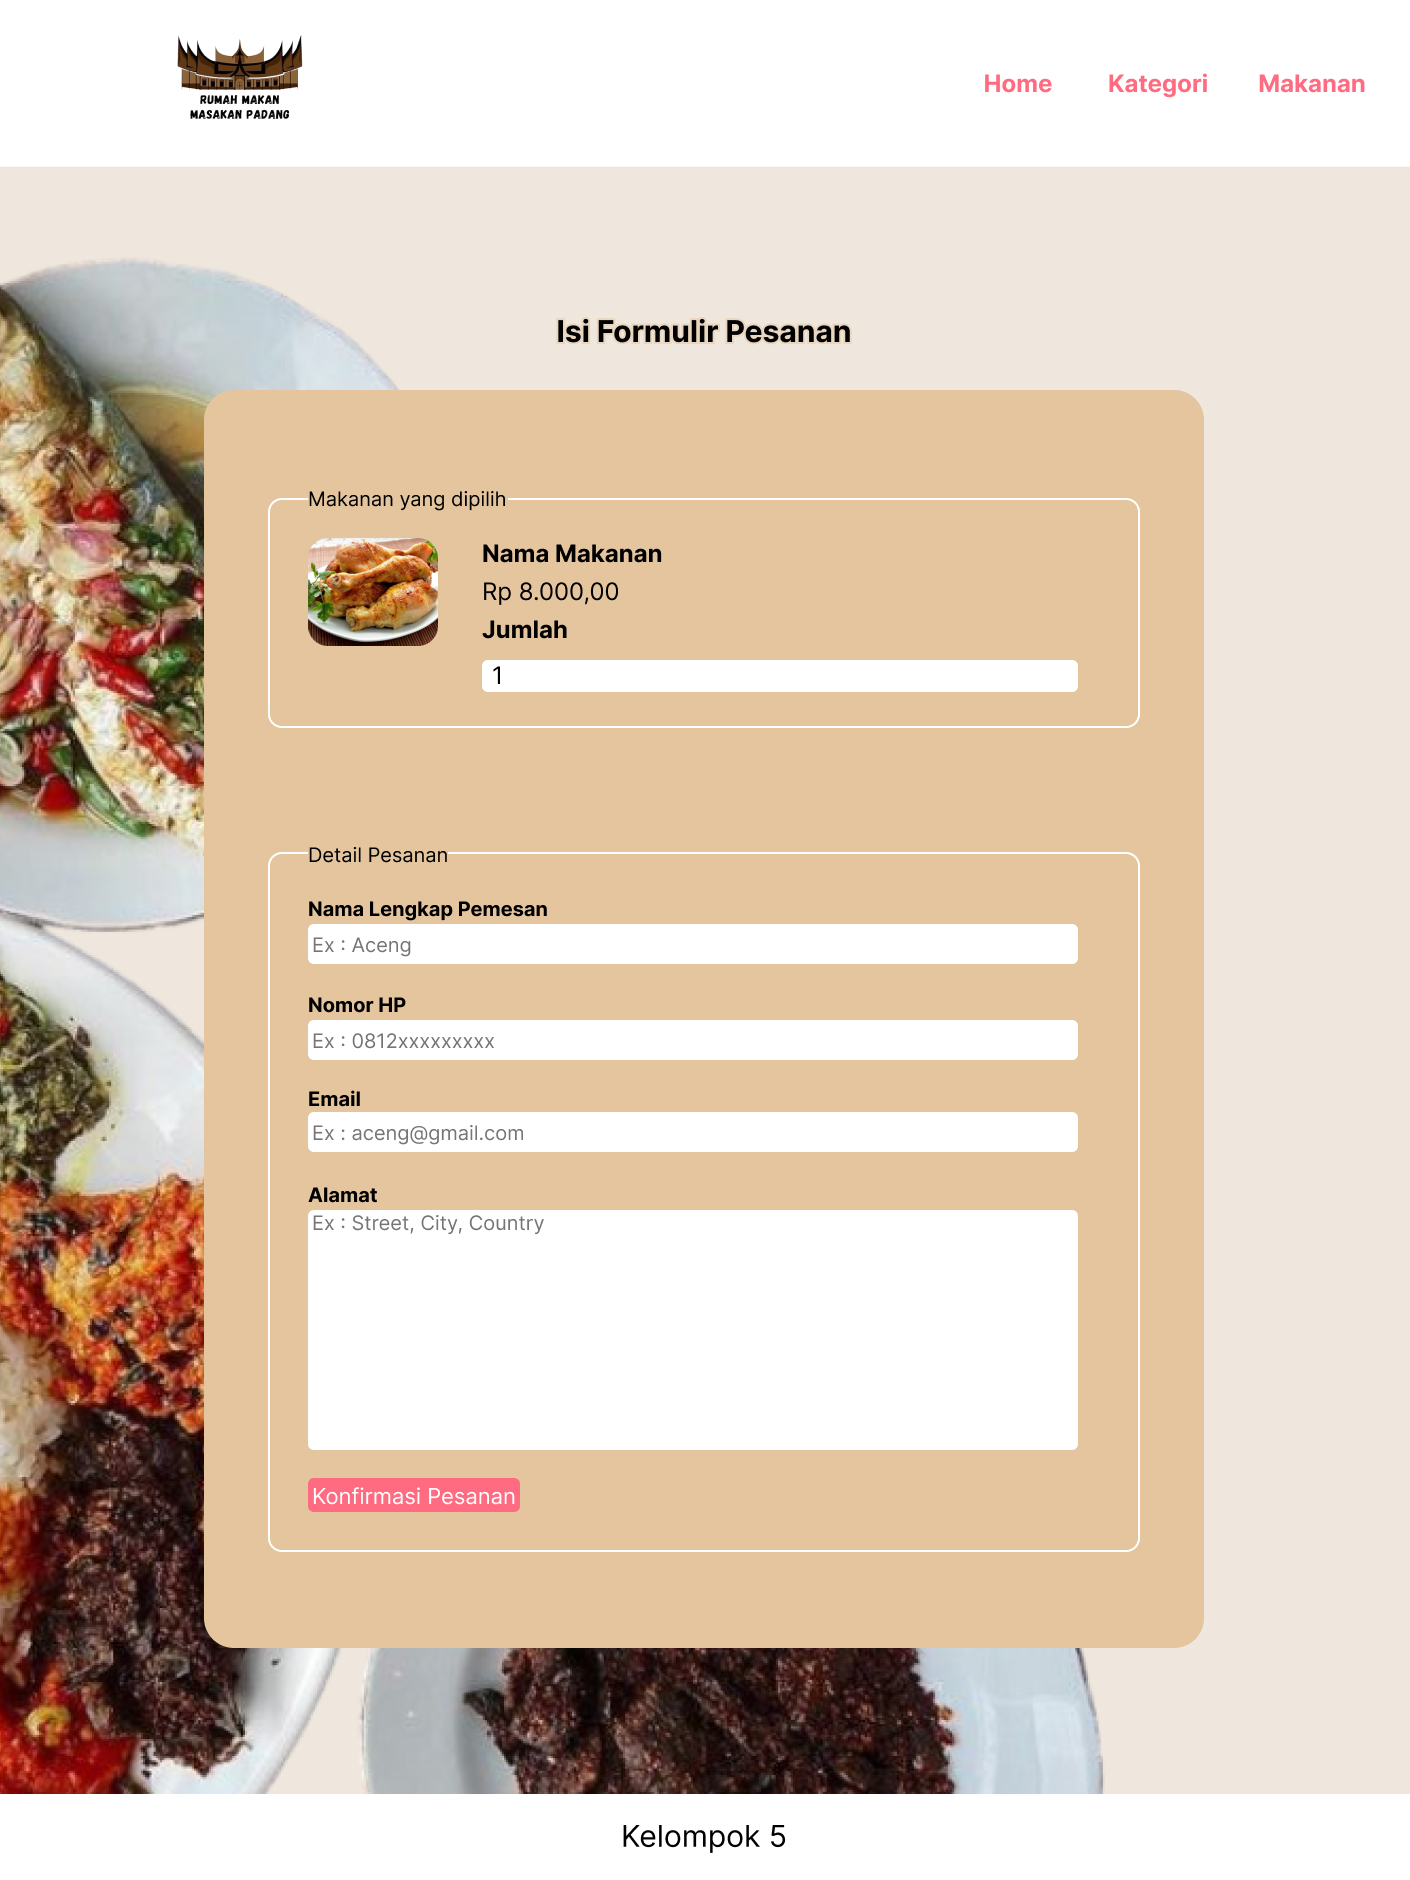 RUMAH MAKAN
MASAKAN PADANG
Home
Kategori
Makanan
Isi Formulir Pesanan
Makanan yang dipilih
Nama Makanan
Rp 8.000,00
Jumlah
1
Detail Pesanan
Nama Lengkap Pemesan
Ex : Aceng
Nomor HP
Ex : 0812xxxxxxxxx
Email
Ex : aceng@gmail.com
Alamat
Ex : Street, City, Country
Konfirmasi Pesanan
Kelompok 5